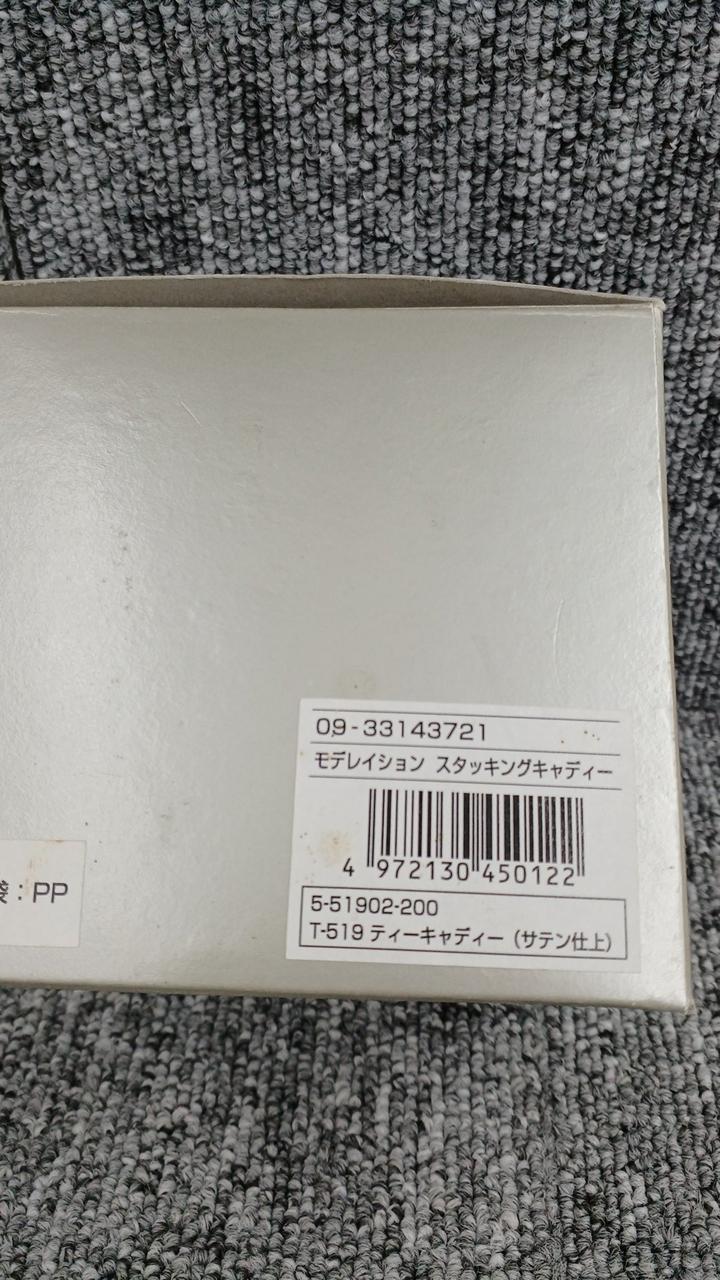 09-33143721
モデレイション スタッキングキャディー
4 972130 450122
5-51902-200
T-519 ティーキャディー（サテン仕上）
袋：PP